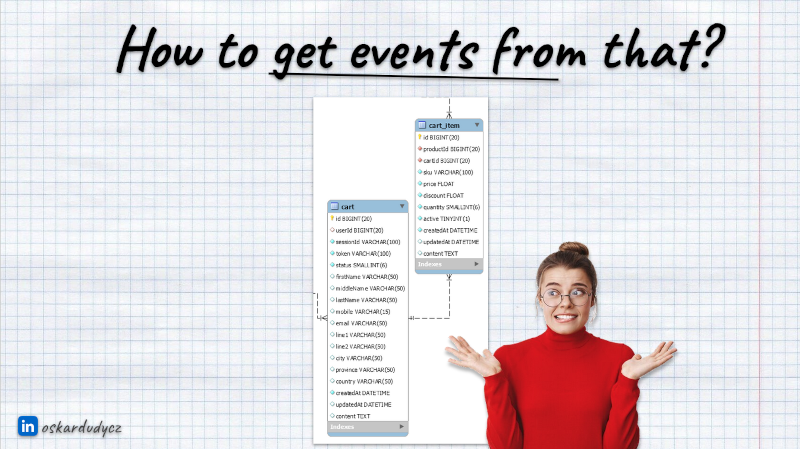 How to get events from that?
cart_item
id BIGINT(20)
productId BIGINT(20)
cartId BIGINT(20)
sku VARCHAR(100)
price FLOAT
discount FLOAT
quantity SMALLINT(6)
active TINYINT(1)
createdAt DATETIME
updatedAt DATETIME
content TEXT
Indexes
cart
id BIGINT(20)
userId BIGINT(20)
sessionId VARCHAR(100)
token VARCHAR(100)
status SMALLINT(6)
firstName VARCHAR(50)
middleName VARCHAR(50)
lastName VARCHAR(50)
mobile VARCHAR(15)
email VARCHAR(50)
line1 VARCHAR(50)
line2 VARCHAR(50)
city VARCHAR(50)
province VARCHAR(50)
country VARCHAR(50)
createdAt DATETIME
updatedAt DATETIME
content TEXT
Indexes
in oskardudycz